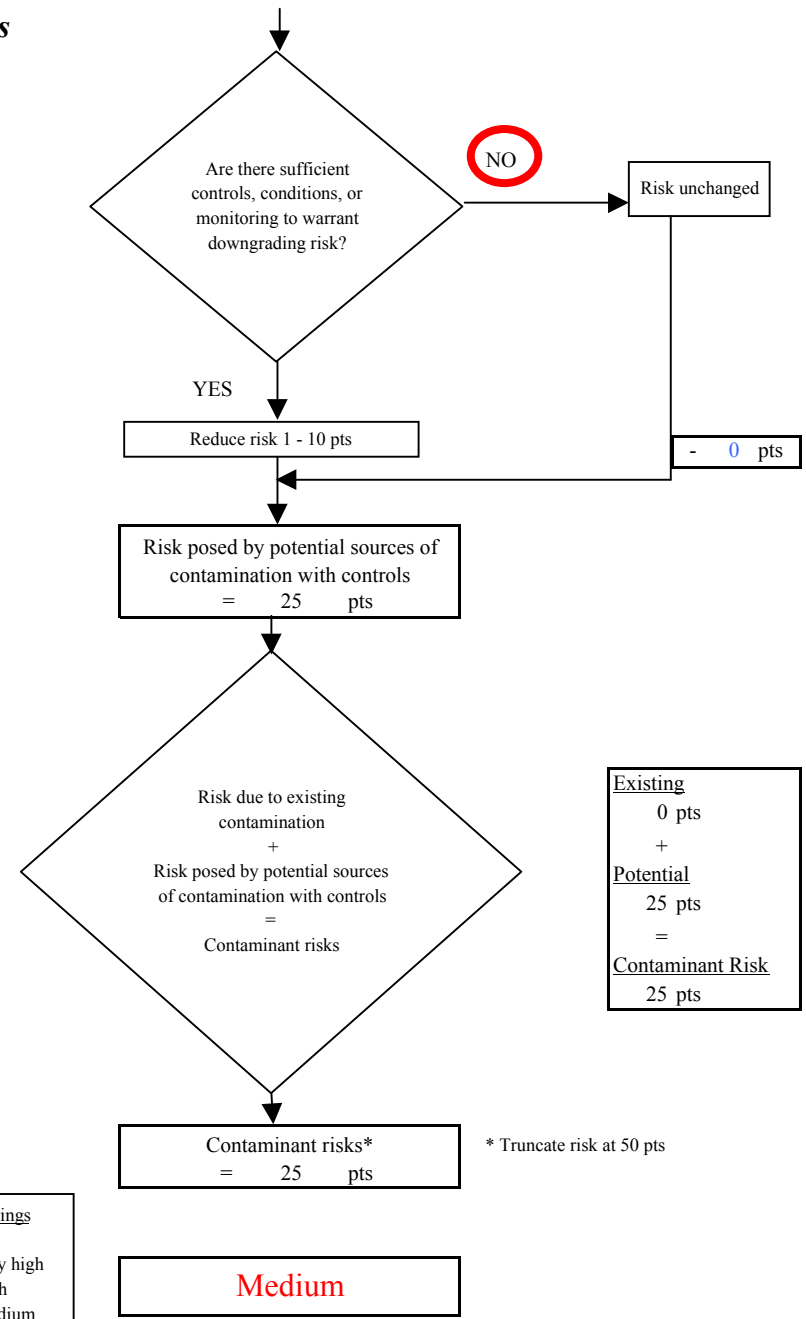 s
Are there sufficient
controls, conditions, or
monitoring to warrant
downgrading risk?
NO
Risk unchanged
YES
Reduce risk 1 - 10 pts
- 0 pts
Risk posed by potential sources of
contamination with controls
= 25 pts
Risk due to existing
contamination
+
Risk posed by potential sources
of contamination with controls
=
Contaminant risks
Existing
0 pts
+
Potential
25 pts
=
Contaminant Risk
25 pts
Contaminant risks*
= 25 pts
* Truncate risk at 50 pts
ings
y high
h
dium
Medium